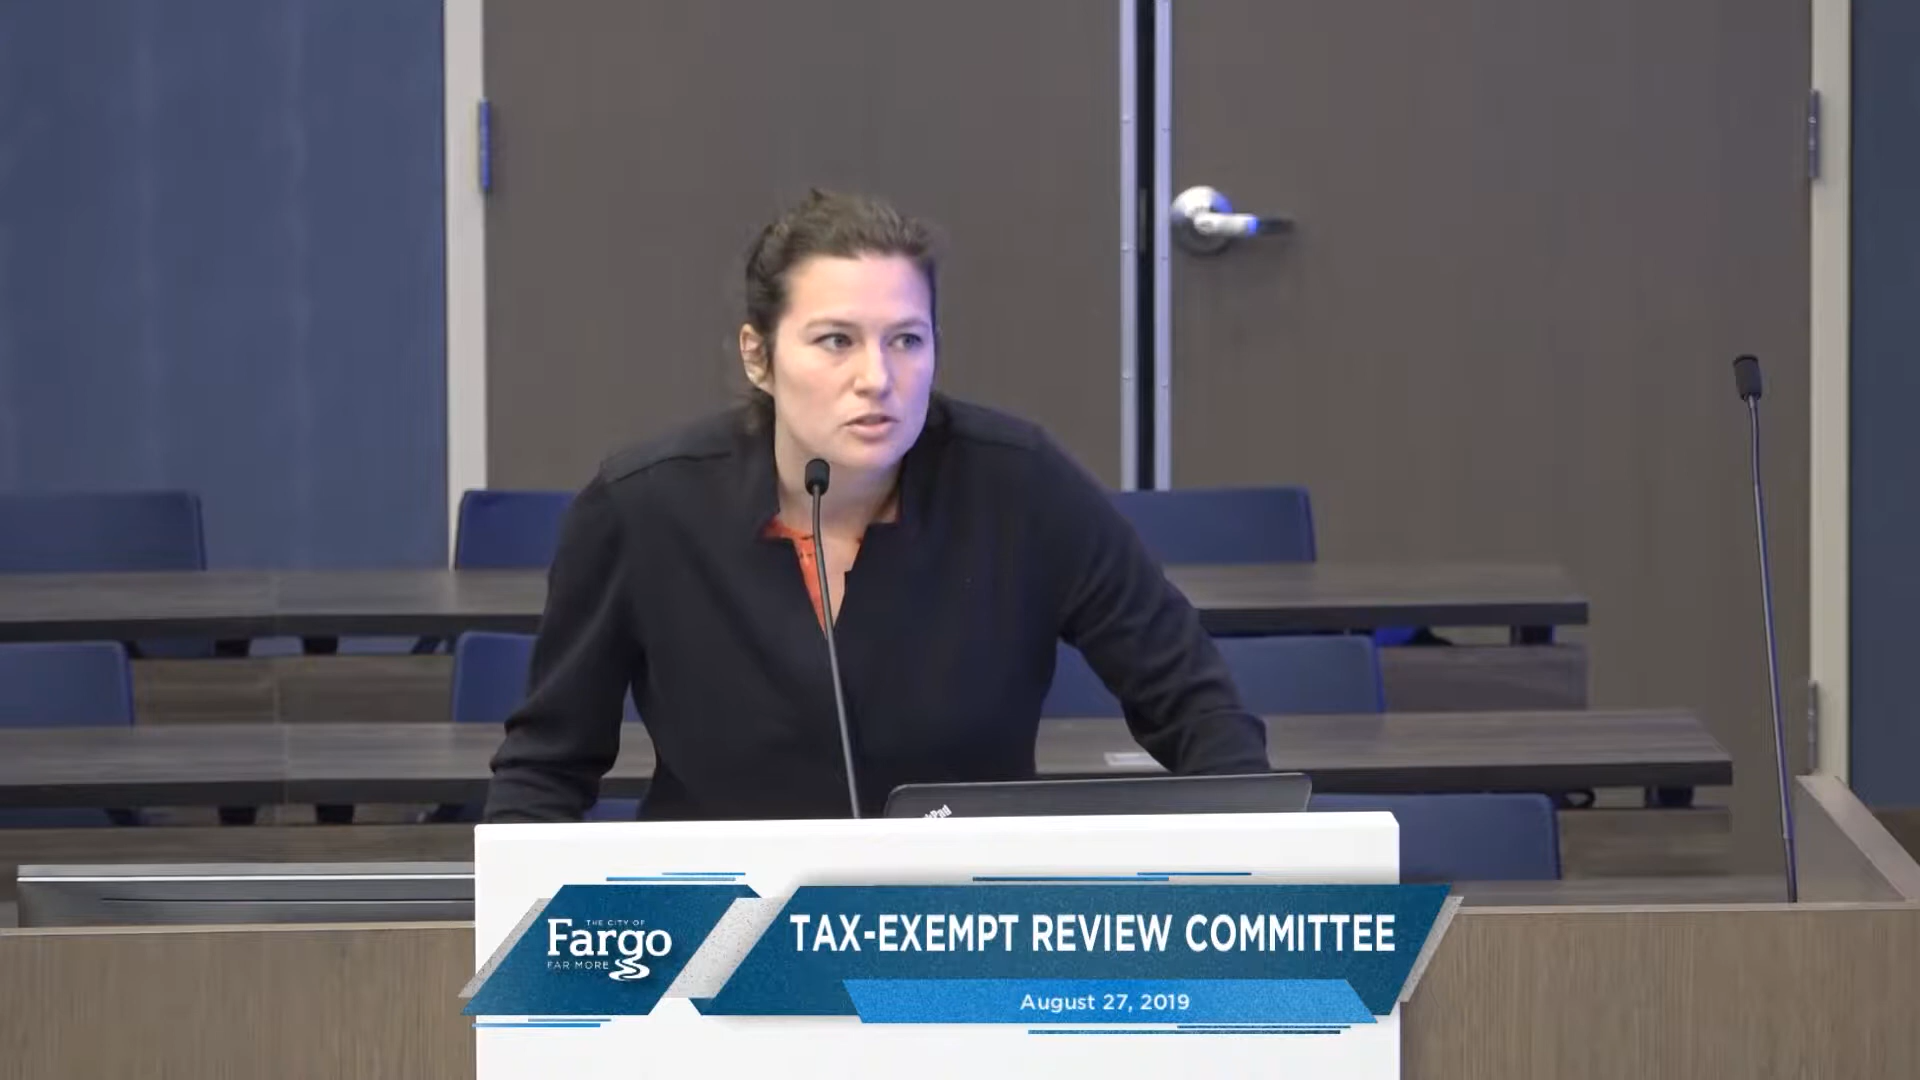 THE CITY OF
Fargo
FAR MORE
TAX-EXEMPT REVIEW COMMITTEE
August 27, 2019